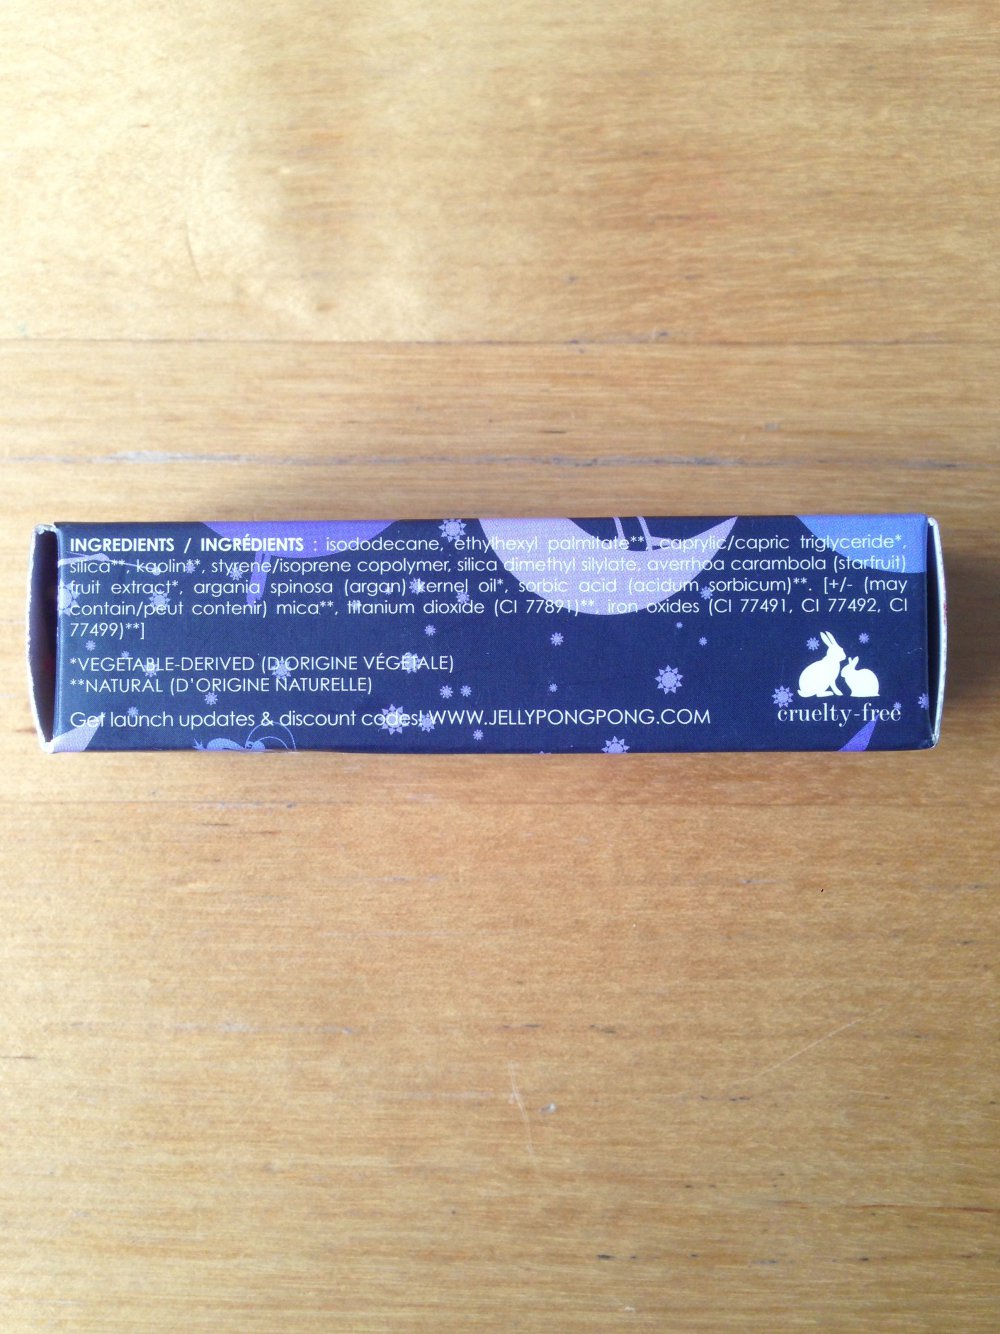 INGREDIENTS / INGRÉDIENTS : isododecane, ethylhexyl palmitate**, caprylic/capric triglyceride*,
silica**, kaolin**, styrene/isoprene copolymer, silica dimethyl silylate, averrhoa carambola (starfruit)
fruit extract*, argania spinosa (argan) kernel oil*, sorbic acid (acidum sorbicum)**. [+/- (may
contain/peut contenir) mica**, titanium dioxide (CI 77891)**, iron oxides (CI 77491, CI 77492, CI
77499)**]
*VEGETABLE-DERIVED (D'ORIGINE VÉGÉTALE)
**NATURAL (D'ORIGINE NATURELLE)
Get launch updates & discount codes! WWW.JELLYPONGPONG.COM
cruelty-free